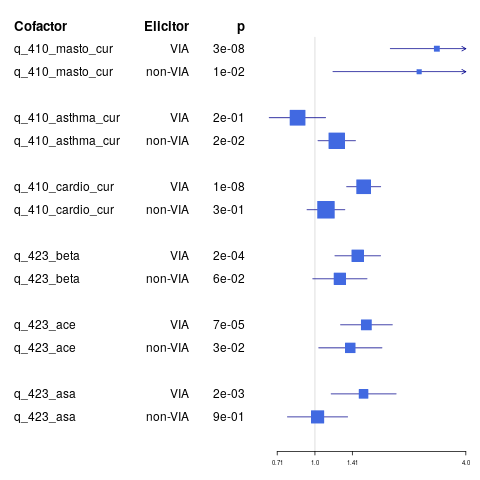 Cofactor Elicitor p
q_410_masto_cur VIA 3e-08
q_410_masto_cur non-VIA 1e-02
q_410_asthma_cur VIA 2e-01
q_410_asthma_cur non-VIA 2e-02
q_410_cardio_cur VIA 1e-08
q_410_cardio_cur non-VIA 3e-01
q_423_beta VIA 2e-04
q_423_beta non-VIA 6e-02
q_423_ace VIA 7e-05
q_423_ace non-VIA 3e-02
q_423_asa VIA 2e-03
q_423_asa non-VIA 9e-01
0.71 1.0 1.41 4.0